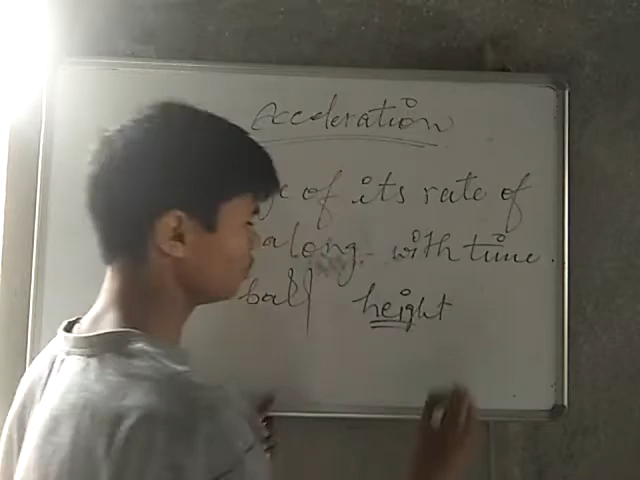 Acceleration
of its rate of
along with time.
ball height